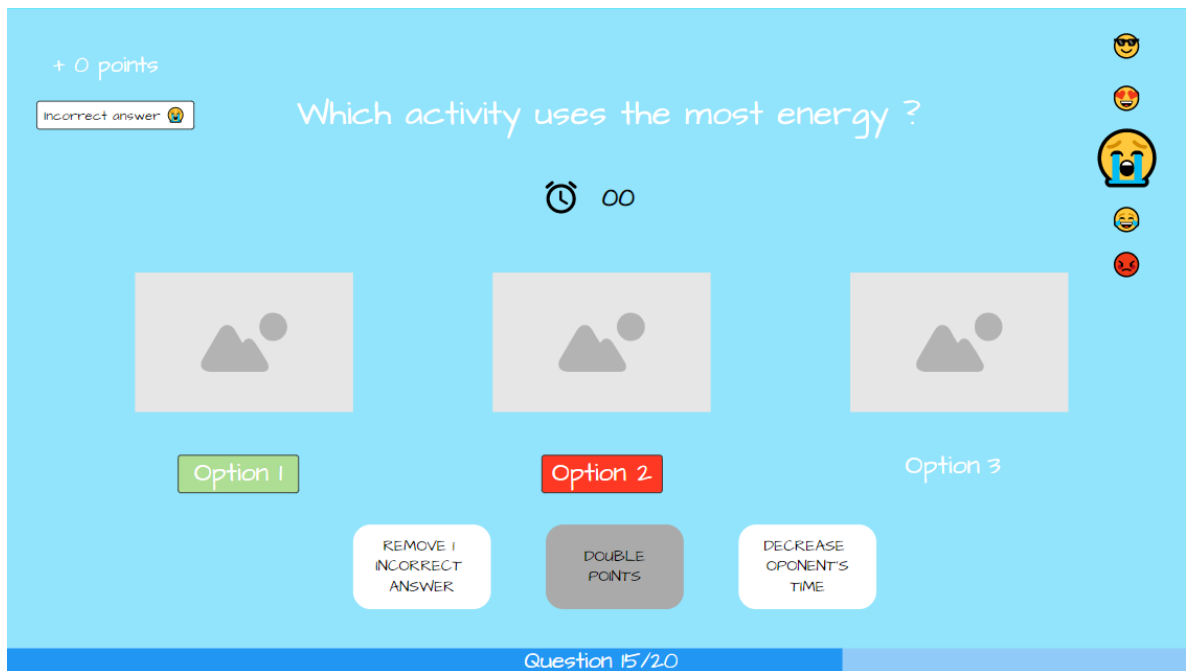 + 0 points
Incorrect answer 😭
Which activity uses the most energy ?
00
Option 1
Option 2
Option 3
REMOVE 1
INCORRECT
ANSWER
DOUBLE
POINTS
DECREASE
OPONENT'S
TIME
Question 15/20